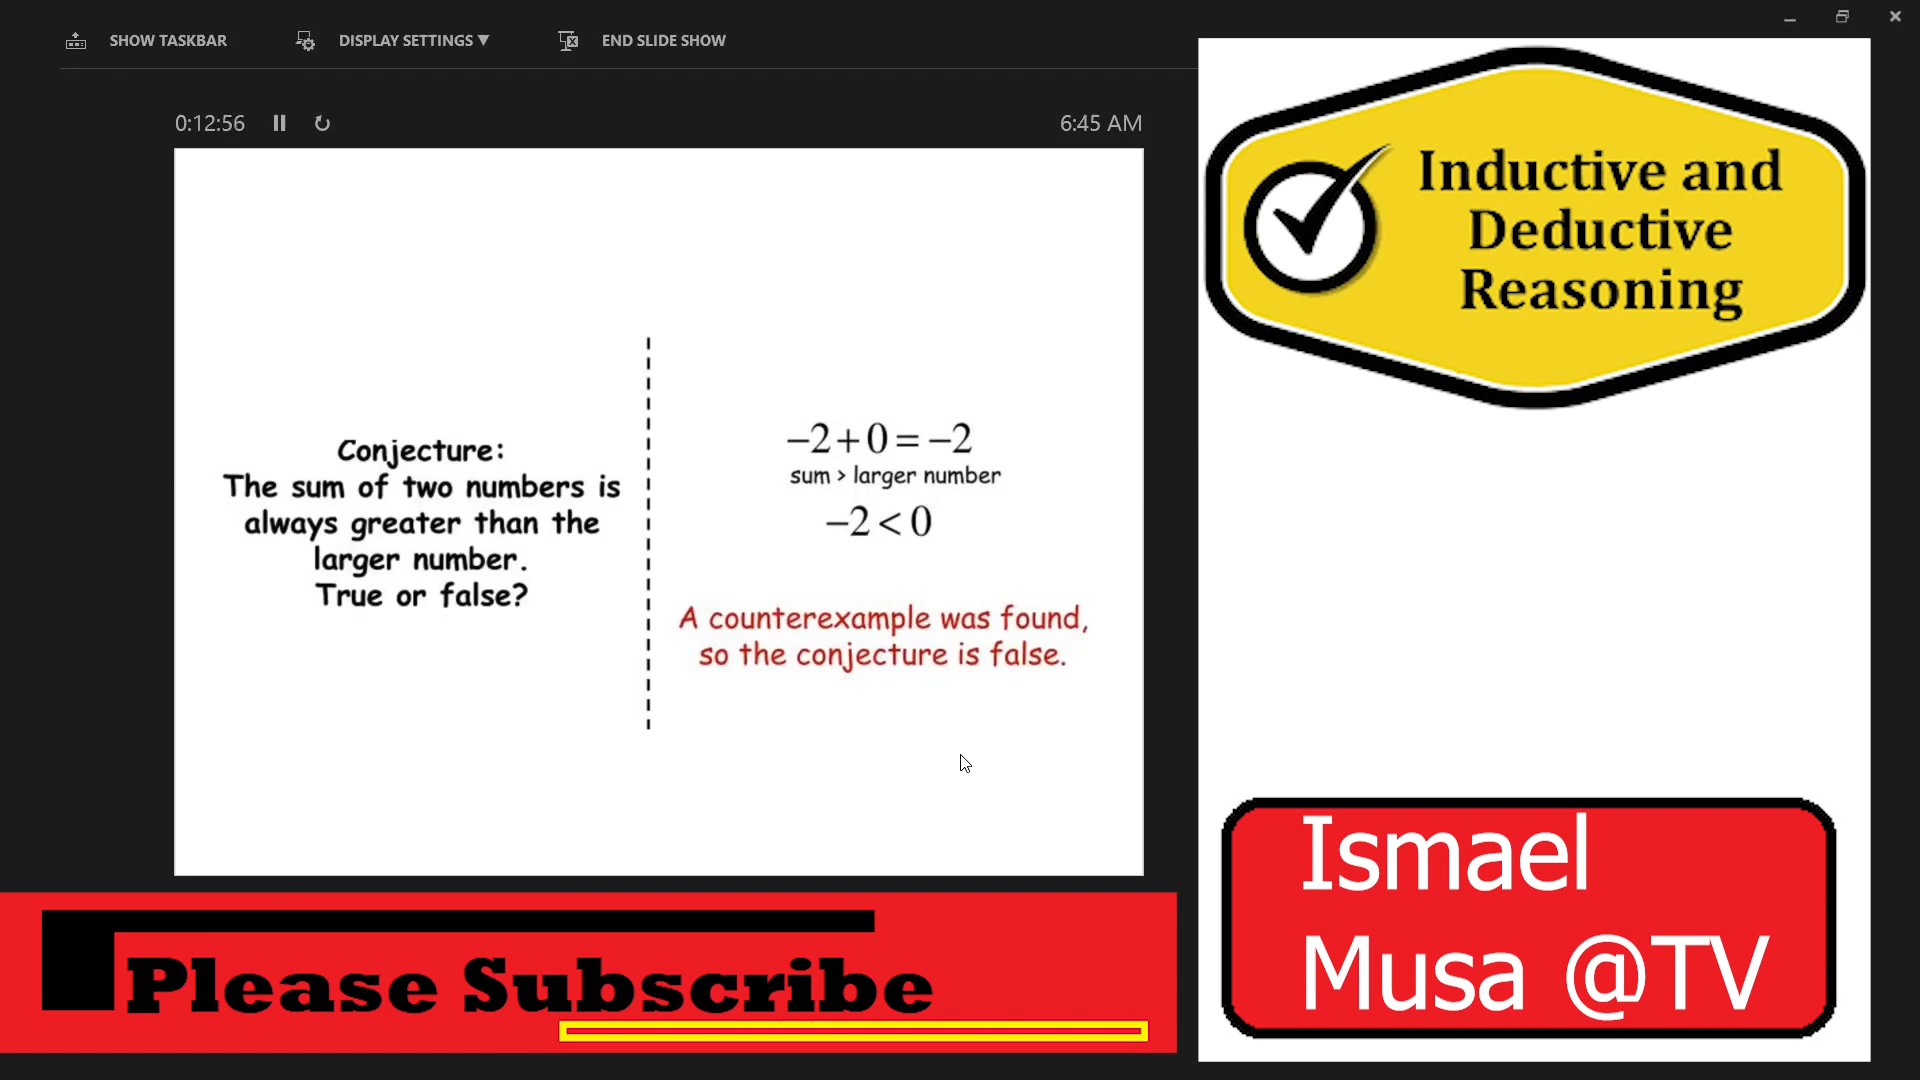 SHOW TASKBAR
DISPLAY SETTINGS ▼
END SLIDE SHOW
0:12:56
6:45 AM
Conjecture:
The sum of two numbers is
always greater than the
larger number.
True or false?
−2+0=−2
sum > larger number
−2<0
A counterexample was found,
so the conjecture is false.
Inductive and
Deductive
Reasoning
Ismael
Musa @TV
Please Subscribe